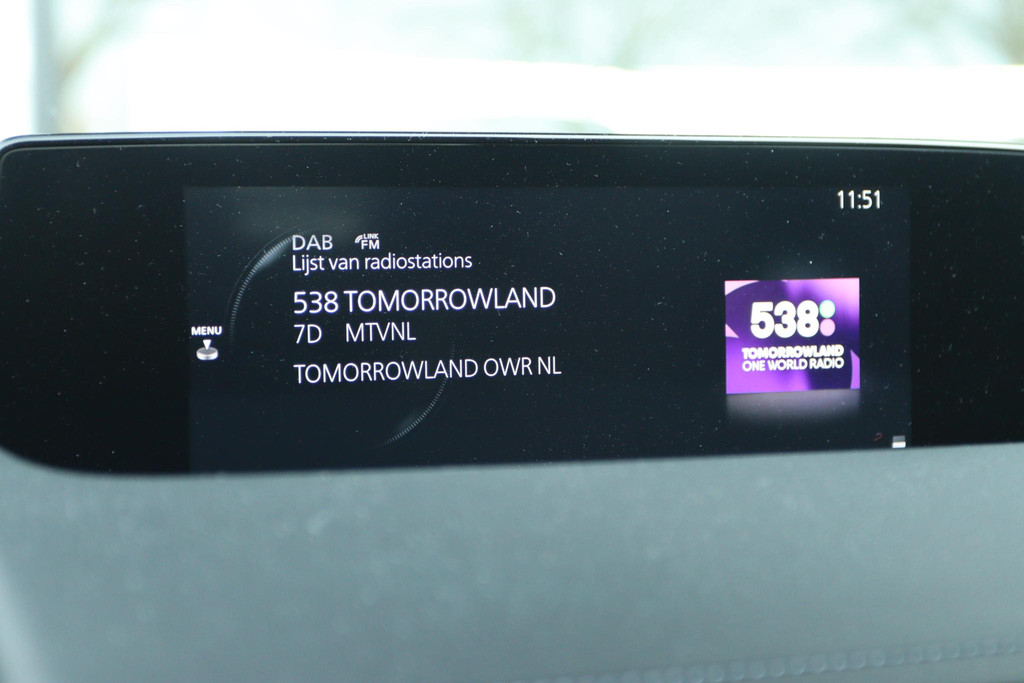 11:51
DAB LINK FM
Lijst van radiostations
538 TOMORROWLAND
7D MTVNL
TOMORROWLAND OWR NL
MENU
538:
TOMORROWLAND
ONE WORLD RADIO